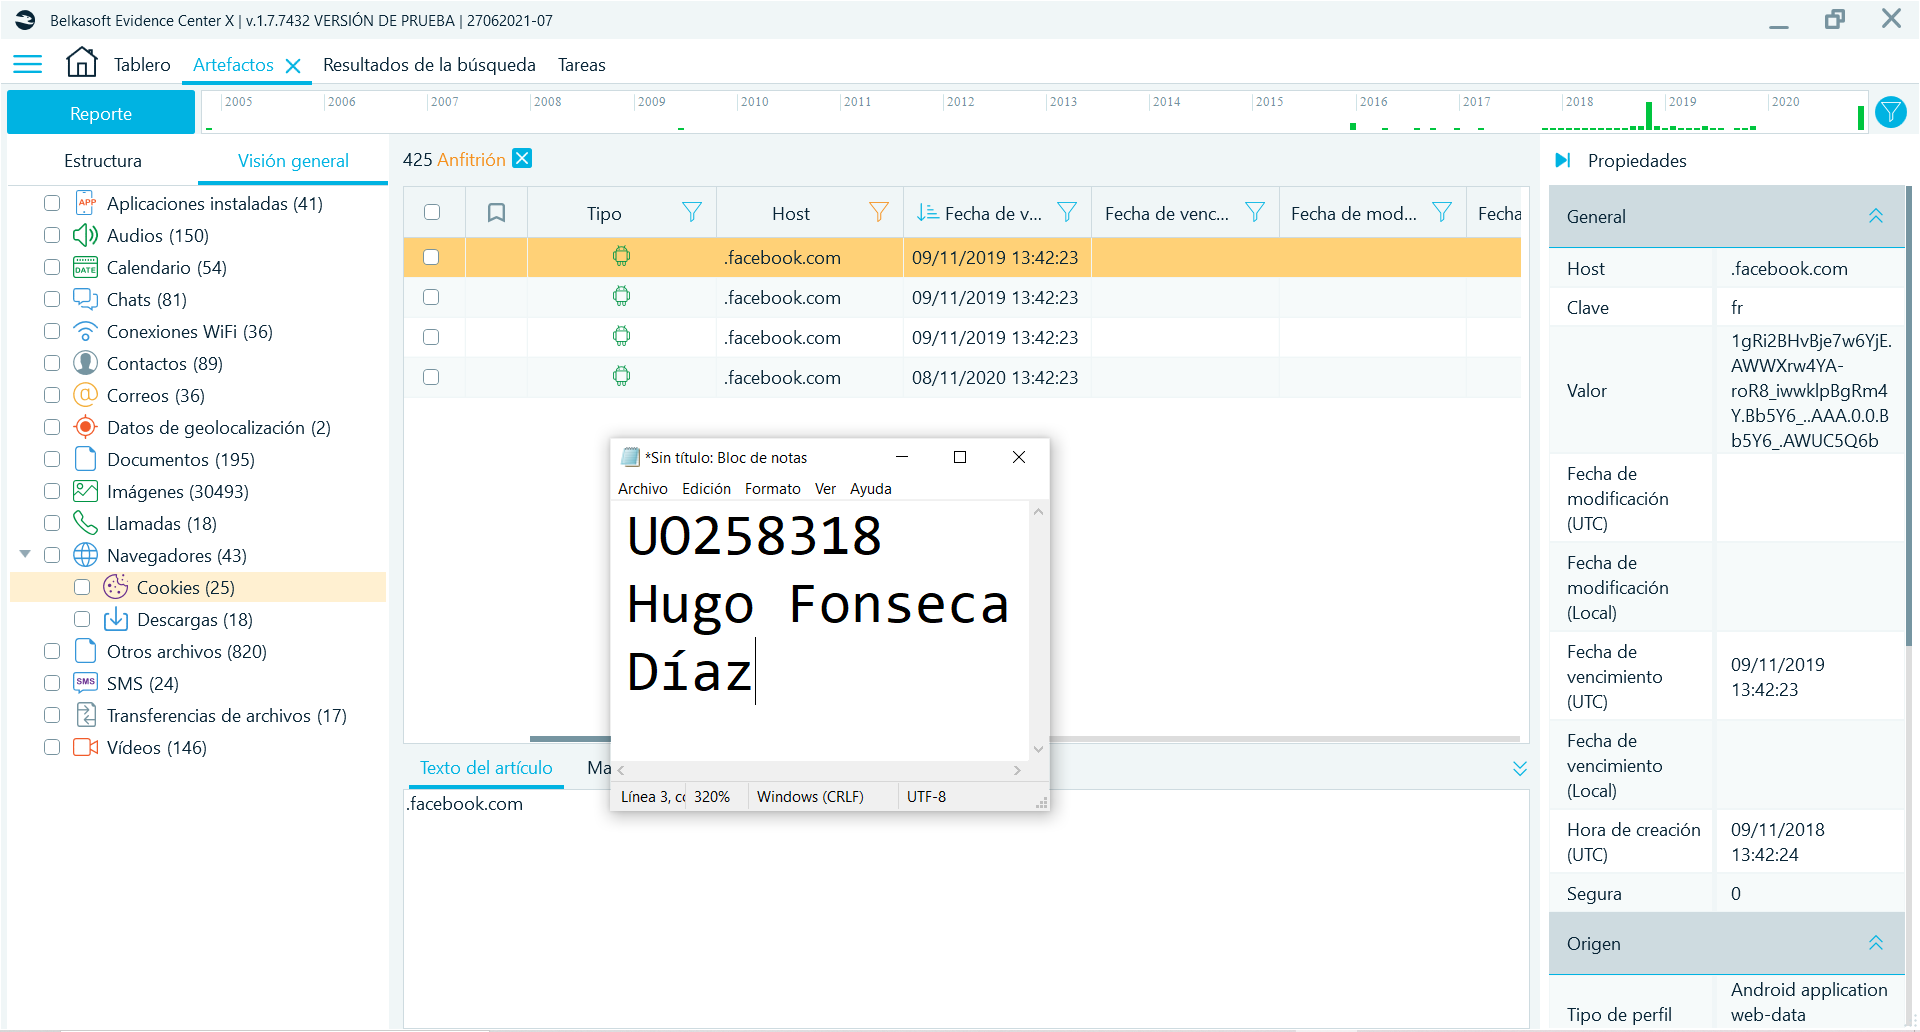 Belkasoft Evidence Center X | v.1.7.7432 VERSIÓN DE PRUEBA | 27062021-07
Tablero Artefactos Resultados de la búsqueda Tareas
Reporte
2005 2006 2007 2008 2009 2010 2011 2012 2013 2014 2015 2016 2017 2018 2019 2020
Estructura Visión general
425 Anfitrión
Propiedades
APP Aplicaciones instaladas (41)
Audios (150)
DATE Calendario (54)
Chats (81)
Conexiones WiFi (36)
Contactos (89)
Correos (36)
Datos de geolocalización (2)
Documentos (195)
Imágenes (30493)
Llamadas (18)
Navegadores (43)
Cookies (25)
Descargas (18)
Otros archivos (820)
SMS SMS (24)
Transferencias de archivos (17)
Vídeos (146)
Tipo Host Fecha de v... Fecha de venc... Fecha de mod... Fecha
.facebook.com 09/11/2019 13:42:23
.facebook.com 09/11/2019 13:42:23
.facebook.com 09/11/2019 13:42:23
.facebook.com 08/11/2020 13:42:23
*Sin título: Bloc de notas
Archivo Edición Formato Ver Ayuda
UO258318
Hugo Fonseca
Díaz
Línea 3, co 320% Windows (CRLF) UTF-8
Texto del artículo Ma
.facebook.com
General
Host .facebook.com
Clave fr
Valor
1gRi2BHvBje7w6YjE.
AWWXrw4YA-
roR8_iwwklpBgRm4
Y.Bb5Y6_..AAA.0.0.B
b5Y6_.AWUC5Q6b
Fecha de
modificación
(UTC)
Fecha de
modificación
(Local)
Fecha de
vencimiento
(UTC)
09/11/2019
13:42:23
Fecha de
vencimiento
(Local)
Hora de creación
(UTC)
09/11/2018
13:42:24
Segura 0
Origen
Tipo de perfil
Android application
web-data